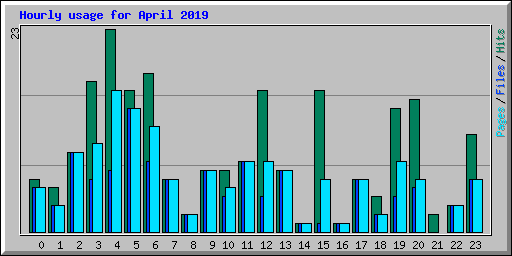 Hourly usage for April 2019
23
Pages / Files / Hits
0 1 2 3 4 5 6 7 8 9 10 11 12 13 14 15 16 17 18 19 20 21 22 23